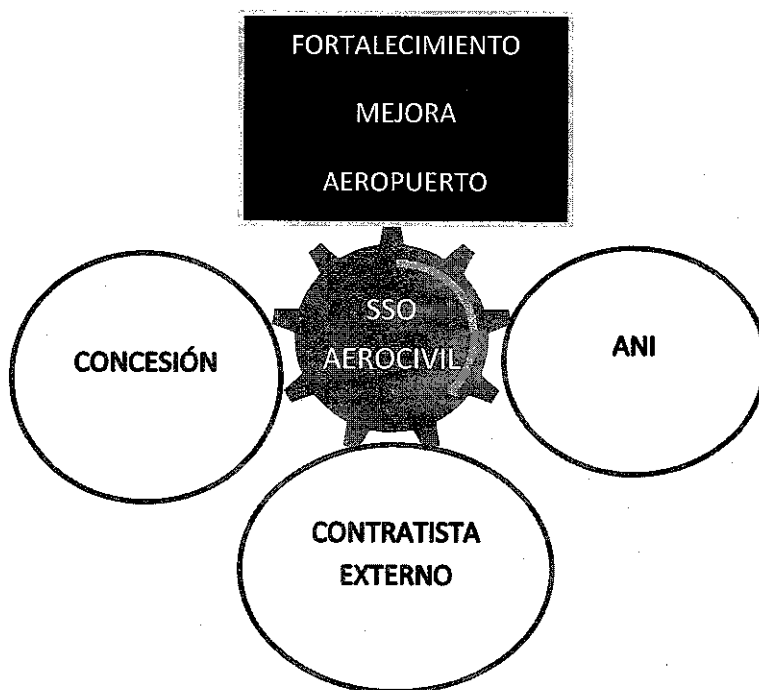 FORTALECIMIENTO
MEJORA
AEROPUERTO
SSO
AEROCIVIL
CONCESIÓN
ANI
CONTRATISTA
EXTERNO